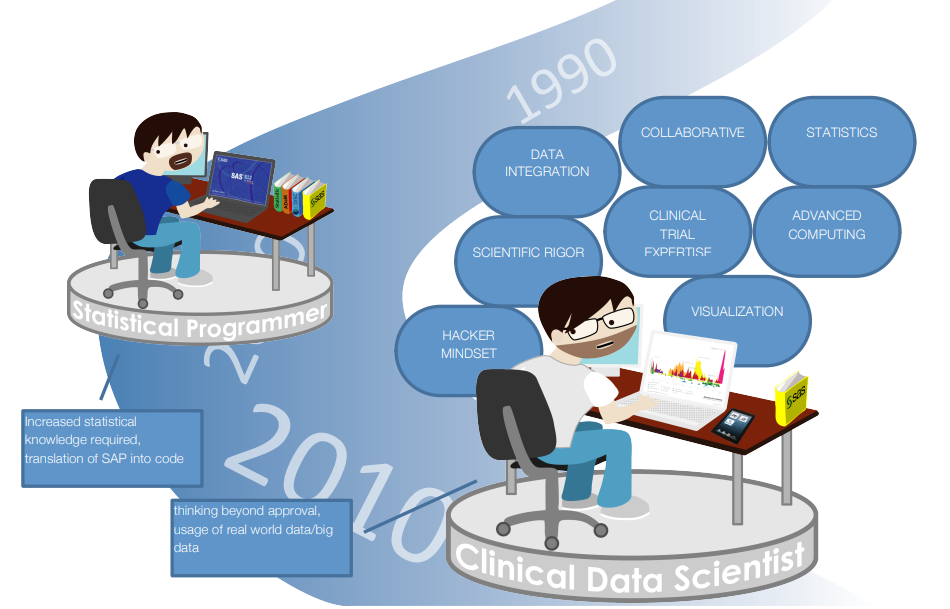 1990
COLLABORATIVE
STATISTICS
DATA
INTEGRATION
CLINICAL
TRIAL
EXPERTISE
ADVANCED
COMPUTING
SCIENTIFIC RIGOR
VISUALIZATION
HACKER
MINDSET
SAS
Statistical Programmer
Increased statistical
knowledge required,
translation of SAP into code
2010
thinking beyond approval,
usage of real world data/big
data
Clinical Data Scientist